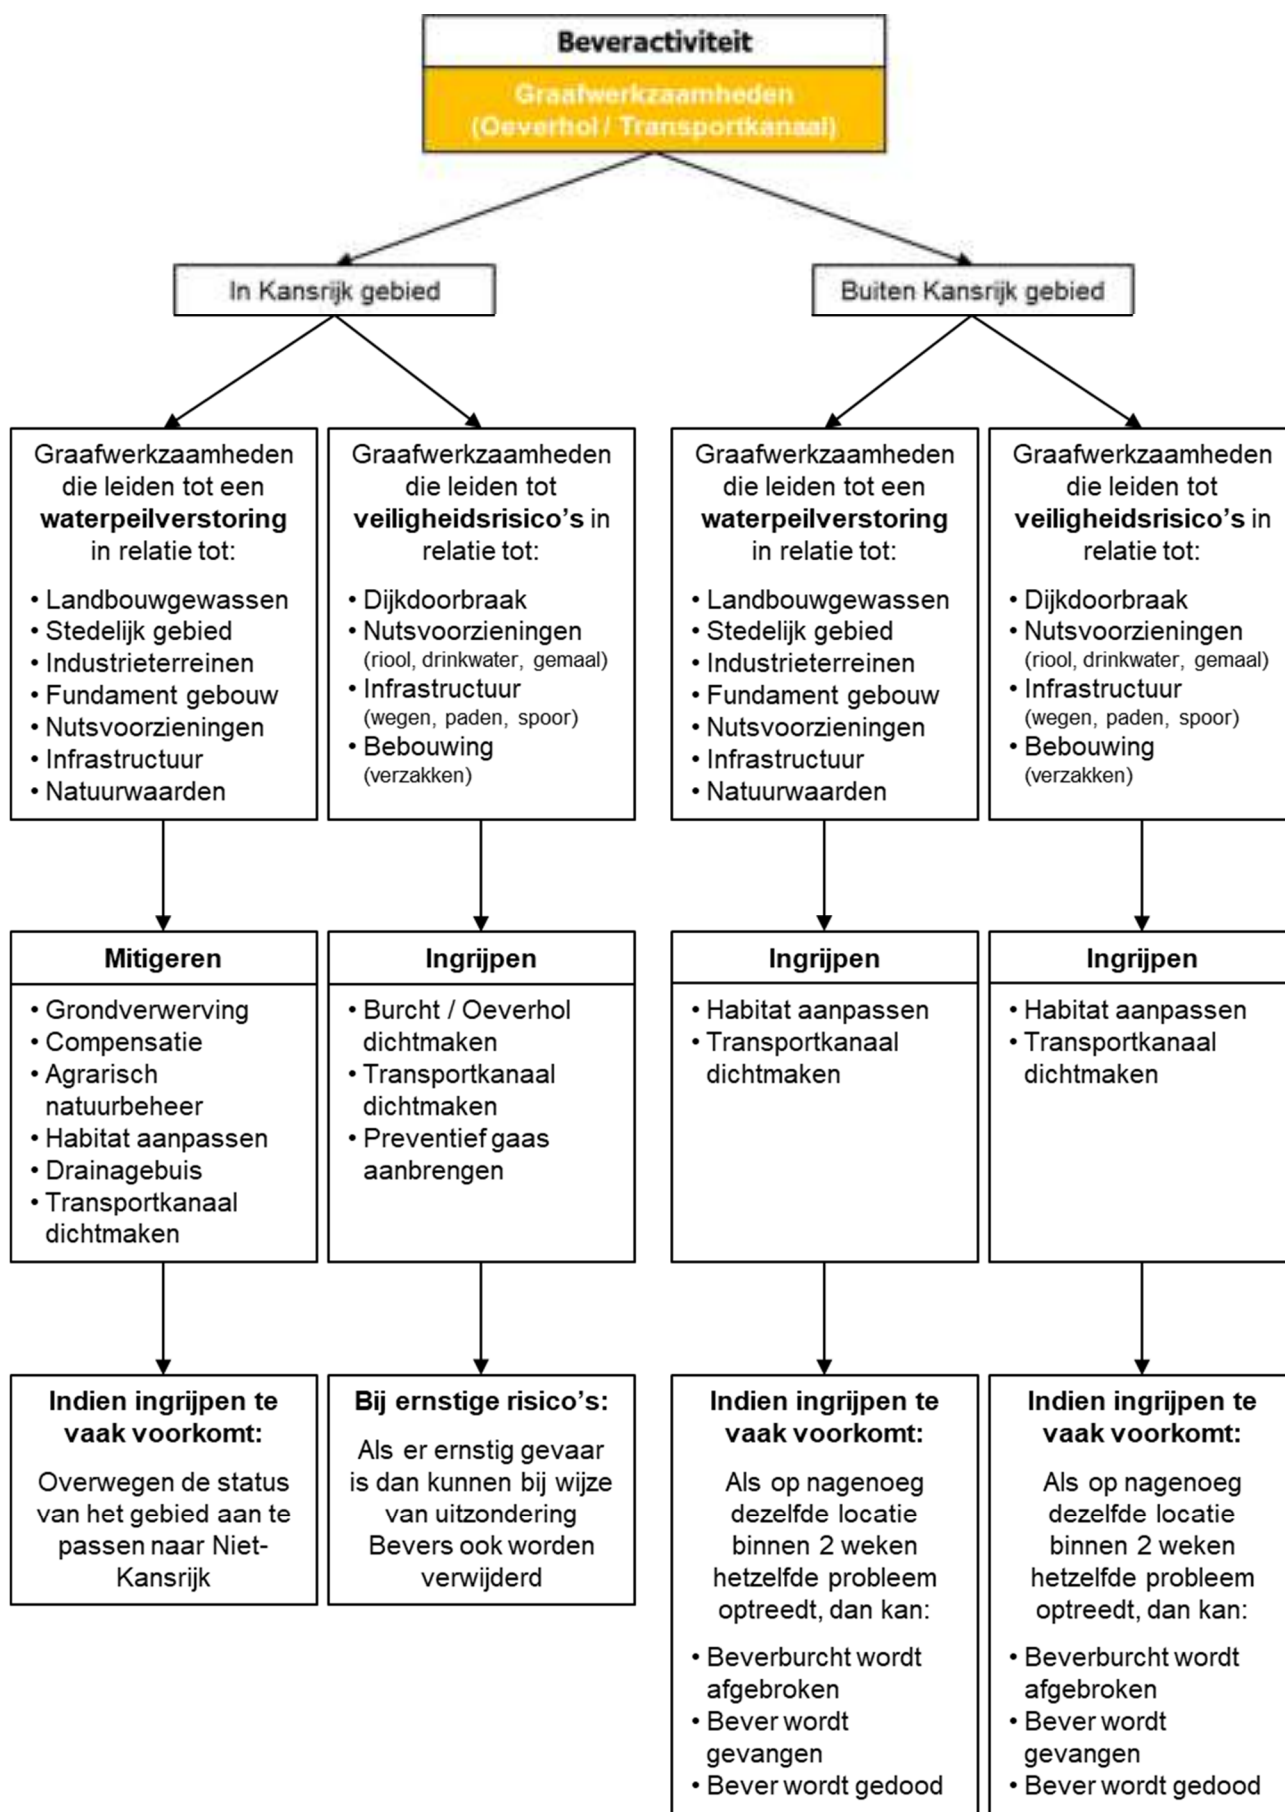 Beveractiviteit
Graafwerkzaamheden
(Oeverhol / Transportkanaal)
In Kansrijk gebied
Buiten Kansrijk gebied
Graafwerkzaamheden
die leiden tot een
waterpeilverstoring
in relatie tot:
• Landbouwgewassen
• Stedelijk gebied
• Industrieterreinen
• Fundament gebouw
• Nutsvoorzieningen
• Infrastructuur
• Natuurwaarden
Graafwerkzaamheden
die leiden tot
veiligheidsrisico’s in
relatie tot:
• Dijkdoorbraak
• Nutsvoorzieningen
(riool, drinkwater, gemaal)
• Infrastructuur
(wegen, paden, spoor)
• Bebouwing
(verzakken)
Graafwerkzaamheden
die leiden tot een
waterpeilverstoring
in relatie tot:
• Landbouwgewassen
• Stedelijk gebied
• Industrieterreinen
• Fundament gebouw
• Nutsvoorzieningen
• Infrastructuur
• Natuurwaarden
Graafwerkzaamheden
die leiden tot
veiligheidsrisico’s in
relatie tot:
• Dijkdoorbraak
• Nutsvoorzieningen
(riool, drinkwater, gemaal)
• Infrastructuur
(wegen, paden, spoor)
• Bebouwing
(verzakken)
Mitigeren
• Grondverwerving
• Compensatie
• Agrarisch
natuurbeheer
• Habitat aanpassen
• Drainagebuis
• Transportkanaal
dichtmaken
Ingrijpen
• Burcht / Oeverhol
dichtmaken
• Transportkanaal
dichtmaken
• Preventief gaas
aanbrengen
Ingrijpen
• Habitat aanpassen
• Transportkanaal
dichtmaken
Ingrijpen
• Habitat aanpassen
• Transportkanaal
dichtmaken
Indien ingrijpen te
vaak voorkomt:
Overwegen de status
van het gebied aan te
passen naar Niet-
Kansrijk
Bij ernstige risico’s:
Als er ernstig gevaar
is dan kunnen bij wijze
van uitzondering
Bevers ook worden
verwijderd
Indien ingrijpen te
vaak voorkomt:
Als op nagenoeg
dezelfde locatie
binnen 2 weken
hetzelfde probleem
optreedt, dan kan:
• Beverburcht wordt
afgebroken
• Bever wordt
gevangen
• Bever wordt gedood
Indien ingrijpen te
vaak voorkomt:
Als op nagenoeg
dezelfde locatie
binnen 2 weken
hetzelfde probleem
optreedt, dan kan:
• Beverburcht wordt
afgebroken
• Bever wordt
gevangen
• Bever wordt gedood